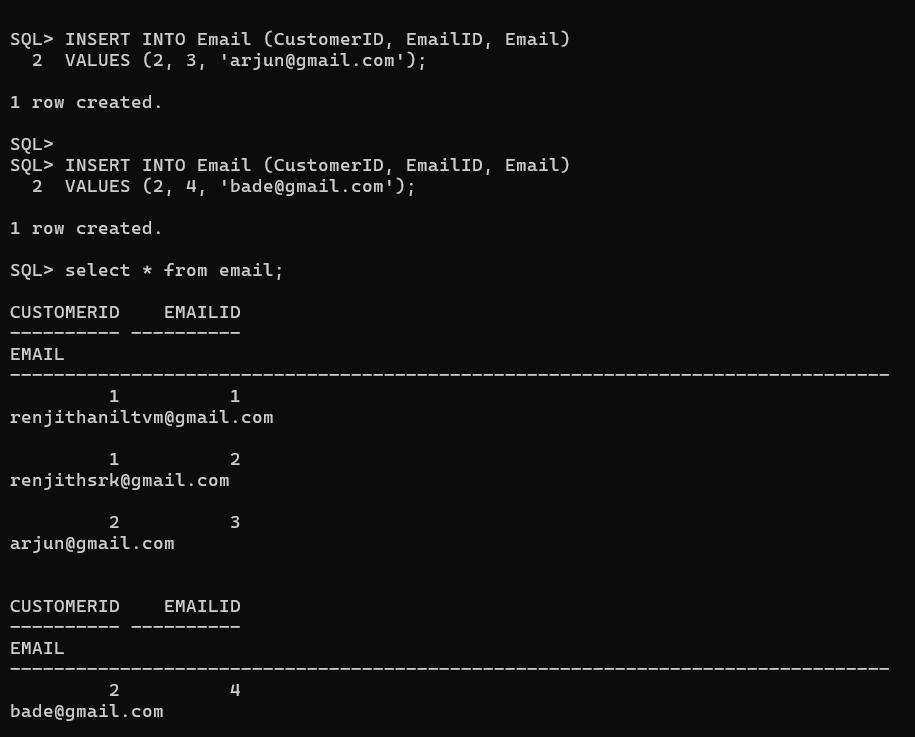 SQL> INSERT INTO Email (CustomerID, EmailID, Email)
  2  VALUES (2, 3, 'arjun@gmail.com');
1 row created.
SQL>
SQL> INSERT INTO Email (CustomerID, EmailID, Email)
  2  VALUES (2, 4, 'bade@gmail.com');
1 row created.
SQL> select * from email;
CUSTOMERID    EMAILID
---------- ----------
EMAIL
--------------------------------------------------------------------------------
         1          1
renjithaniltvm@gmail.com
         1          2
renjithsrk@gmail.com
         2          3
arjun@gmail.com
CUSTOMERID    EMAILID
---------- ----------
EMAIL
--------------------------------------------------------------------------------
         2          4
bade@gmail.com